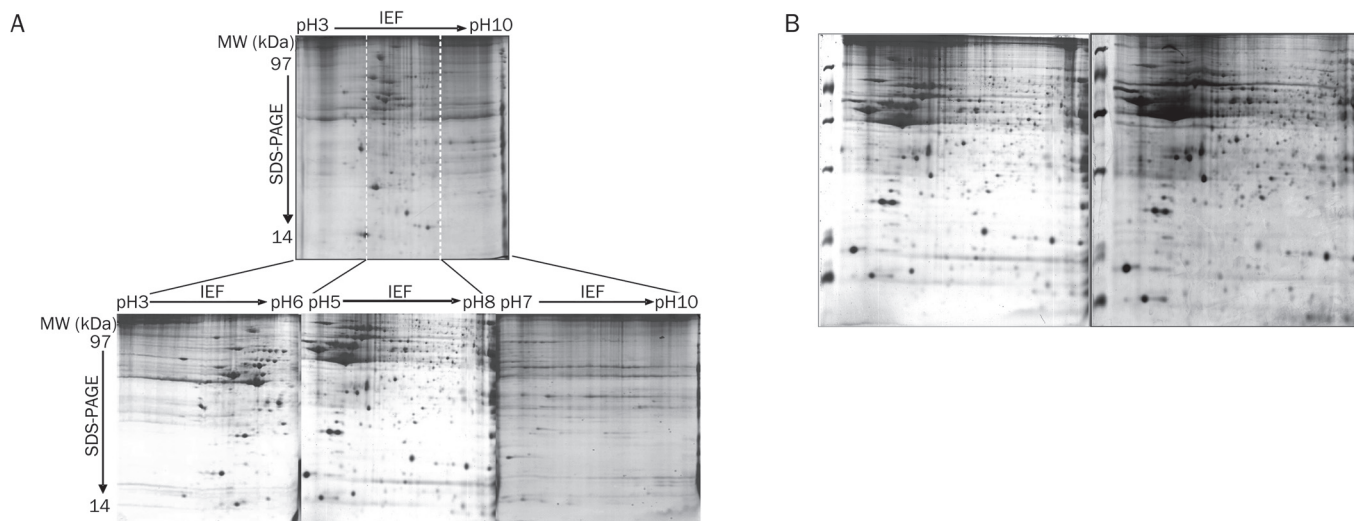 A
pH3 IEF pH10
MW (kDa)
97
SDS-PAGE
14
pH3 IEF pH6 pH5 IEF pH8 pH7 IEF pH10
MW (kDa)
97
SDS-PAGE
14
B